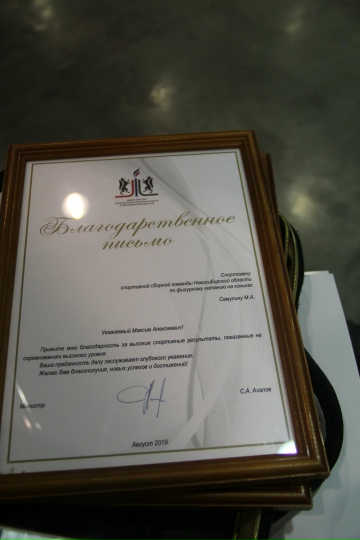 Благодарственное
письмо
Спортсмену
спортивной сборной команды Новосибирской области
по фигурному катанию на коньках
Самулину М.А.
Уважаемый Максим Алексеевич!
Примите мою благодарность за высокие спортивные результаты, показанные на
соревнованиях высокого уровня.
Ваша преданность делу заслуживает глубокого уважения.
Желаю Вам благополучия, новых успехов и достижений!
Министр
С.А. Ахапов
Август 2019